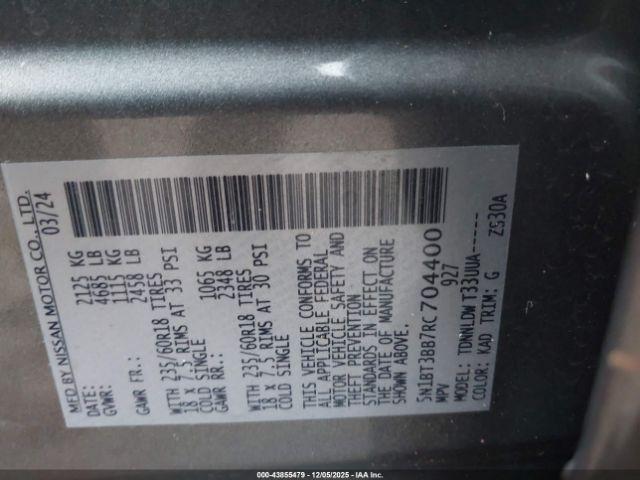 MFD BY NISSAN MOTOR CO., LTD.
DATE: 03/24
GVWR: 2125 KG
4685 LB
GAWR FR.: 1115 KG
2458 LB
WITH 235/60R18 TIRES
18 x 7.5 RIMS AT 33 PSI
COLD SINGLE
GAWR RR.: 1065 KG
2348 LB
WITH 235/60R18 TIRES
18 x 7.5 RIMS AT 30 PSI
COLD SINGLE
THIS VEHICLE CONFORMS TO
ALL APPLICABLE FEDERAL
MOTOR VEHICLE SAFETY AND
THEFT PREVENTION
STANDARDS IN EFFECT ON
THE DATE OF MANUFACTURE
SHOWN ABOVE.
5N1BT3BB7RC704400
MPV 927
MODEL: TDNNLDW T33UUA------
COLOR: KAD TRIM: G Z530A
000-43855479 | 12/05/2025 - IAAI.COM